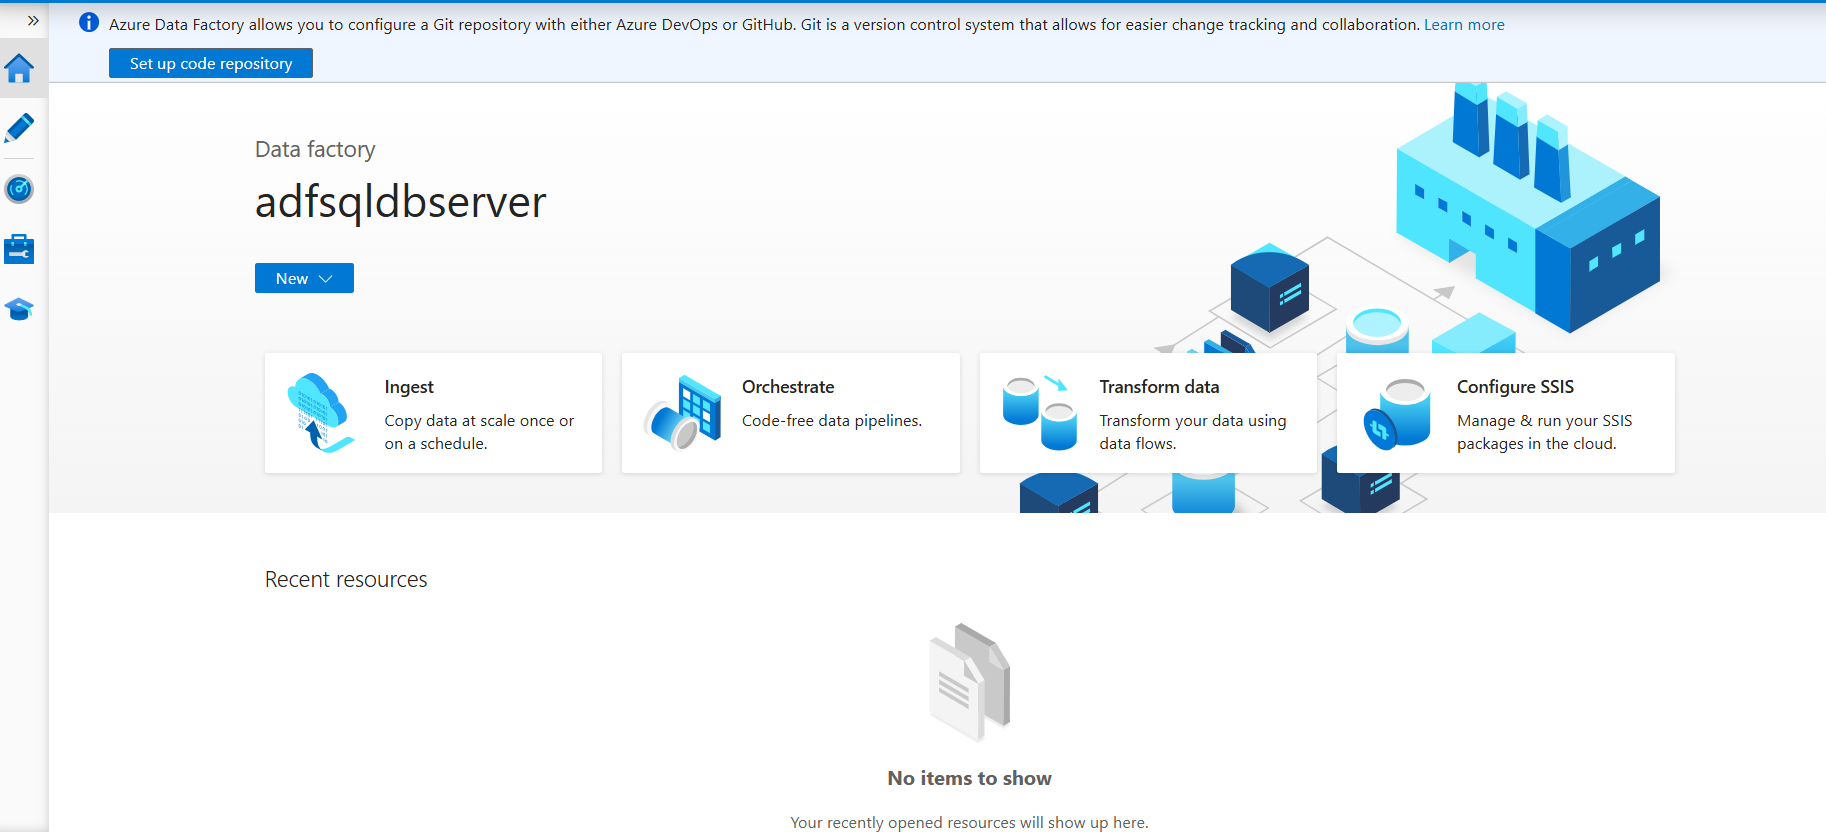 Azure Data Factory allows you to configure a Git repository with either Azure DevOps or GitHub. Git is a version control system that allows for easier change tracking and collaboration. Learn more
Set up code repository
Data factory
adfsqldbserver
New
Ingest
Copy data at scale once or
on a schedule.
Orchestrate
Code-free data pipelines.
Transform data
Transform your data using
data flows.
Configure SSIS
Manage & run your SSIS
packages in the cloud.
Recent resources
No items to show
Your recently opened resources will show up here.